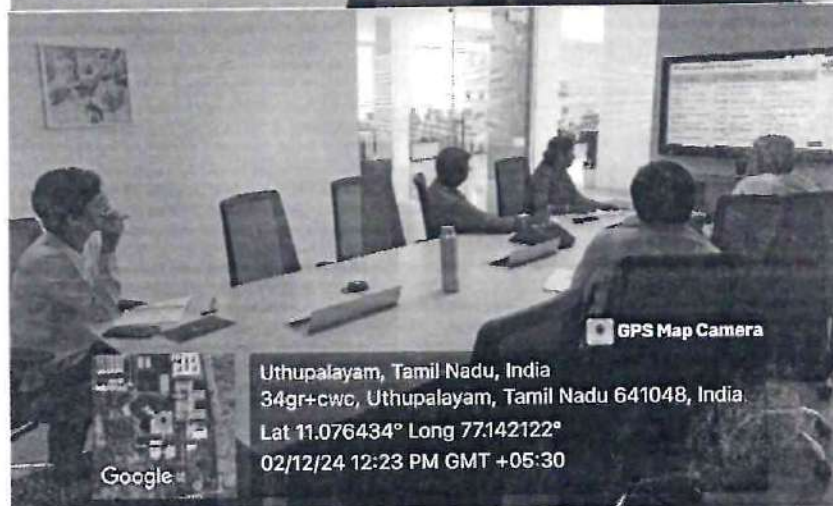 GPS Map Camera
Uthupalayam, Tamil Nadu, India
34gr+cwc, Uthupalayam, Tamil Nadu 641048, India
Lat 11.076434° Long 77.142122°
02/12/24 12:23 PM GMT +05:30
Google